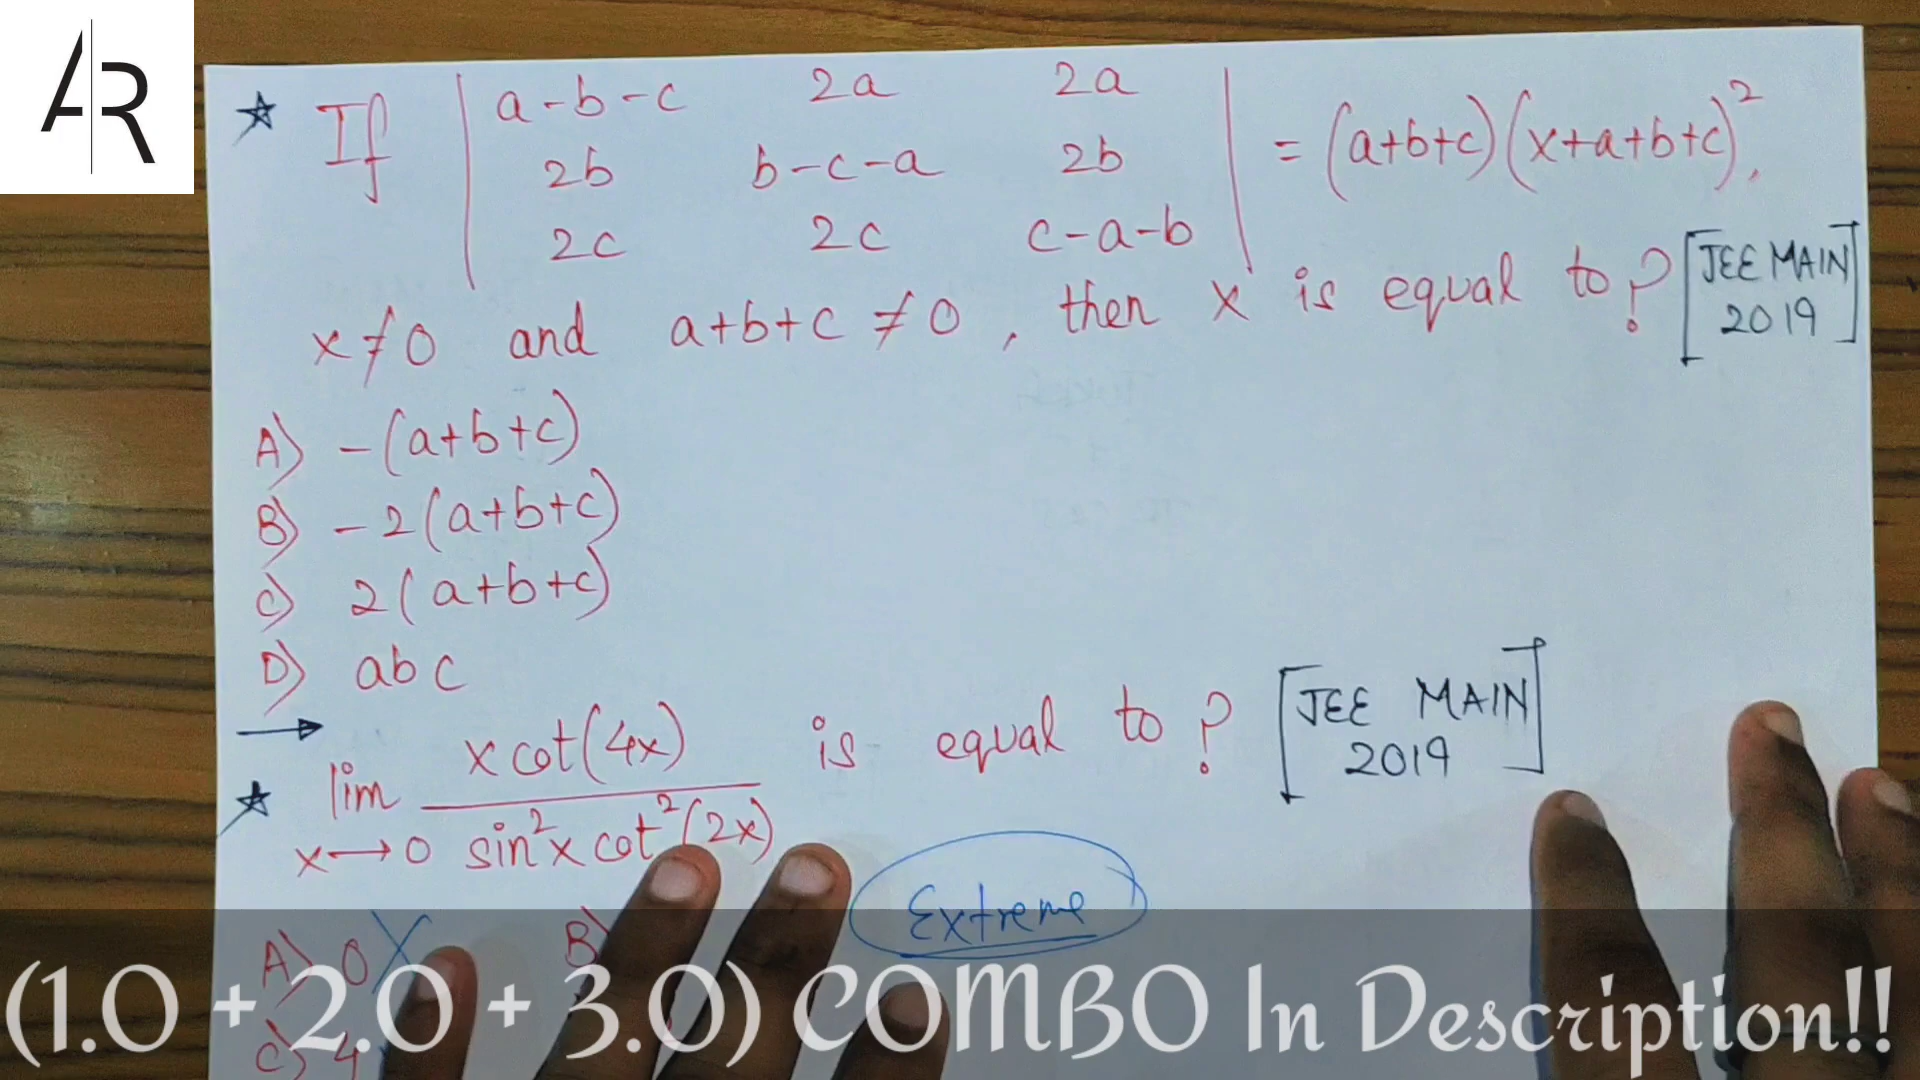 AR
★ If | a-b-c 2a 2a |
| 2b b-c-a 2b | = (a+b+c)(x+a+b+c)².
| 2c 2c c-a-b |
x≠0 and a+b+c ≠ 0, then x is equal to? [JEE MAIN 2019]
A) -(a+b+c)
B) -2(a+b+c)
C) 2(a+b+c)
D) abc
→
★ lim x→0 x cot(4x) / sin²x cot²(2x) is equal to? [JEE MAIN 2019]
Extreme
A) 0 B)
C) 4
(1.0 + 2.0 + 3.0) COMBO In Description!!